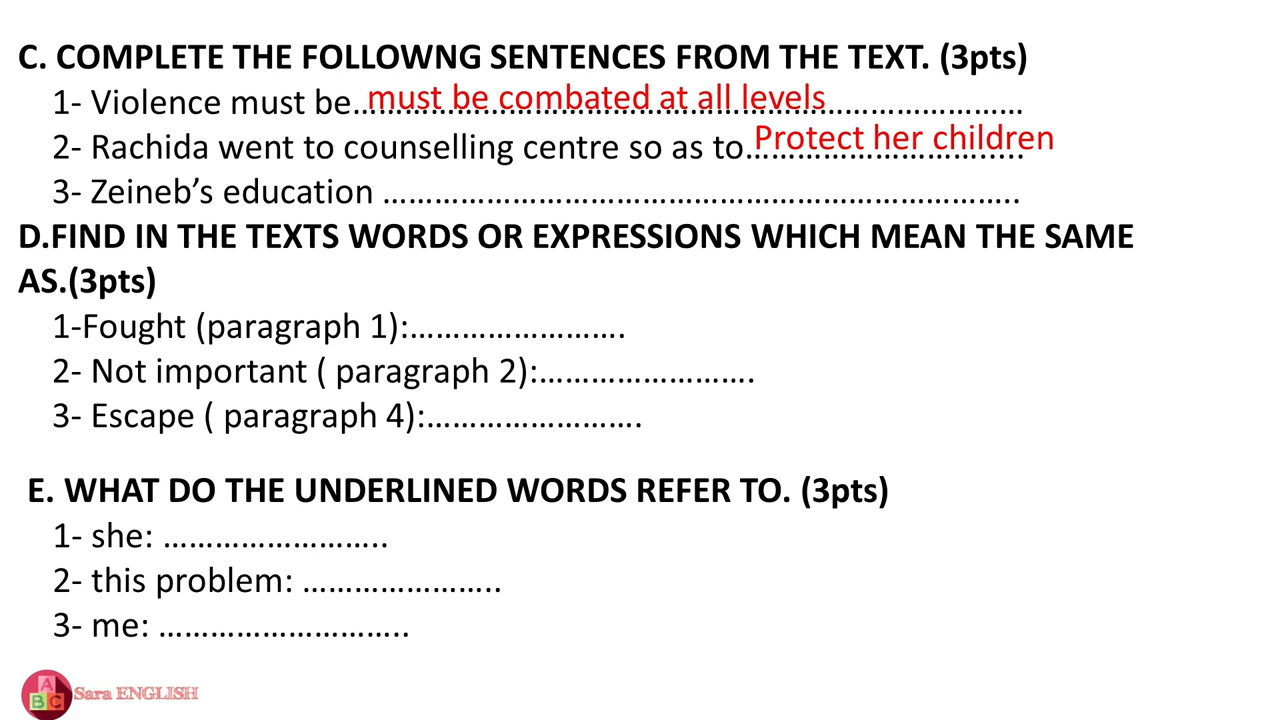 C. COMPLETE THE FOLLOWNG SENTENCES FROM THE TEXT. (3pts)
1- Violence must be.....must be combated at all levels.....
2- Rachida went to counselling centre so as to.....Protect her children
3- Zeineb’s education ……………………………………………………………..
D.FIND IN THE TEXTS WORDS OR EXPRESSIONS WHICH MEAN THE SAME
AS.(3pts)
1-Fought (paragraph 1):…………………….
2- Not important ( paragraph 2):…………………….
3- Escape ( paragraph 4):…………………….
E. WHAT DO THE UNDERLINED WORDS REFER TO. (3pts)
1- she: ……………………..
2- this problem: …………………..
3- me: ………………………..
ABC Sara ENGLISH